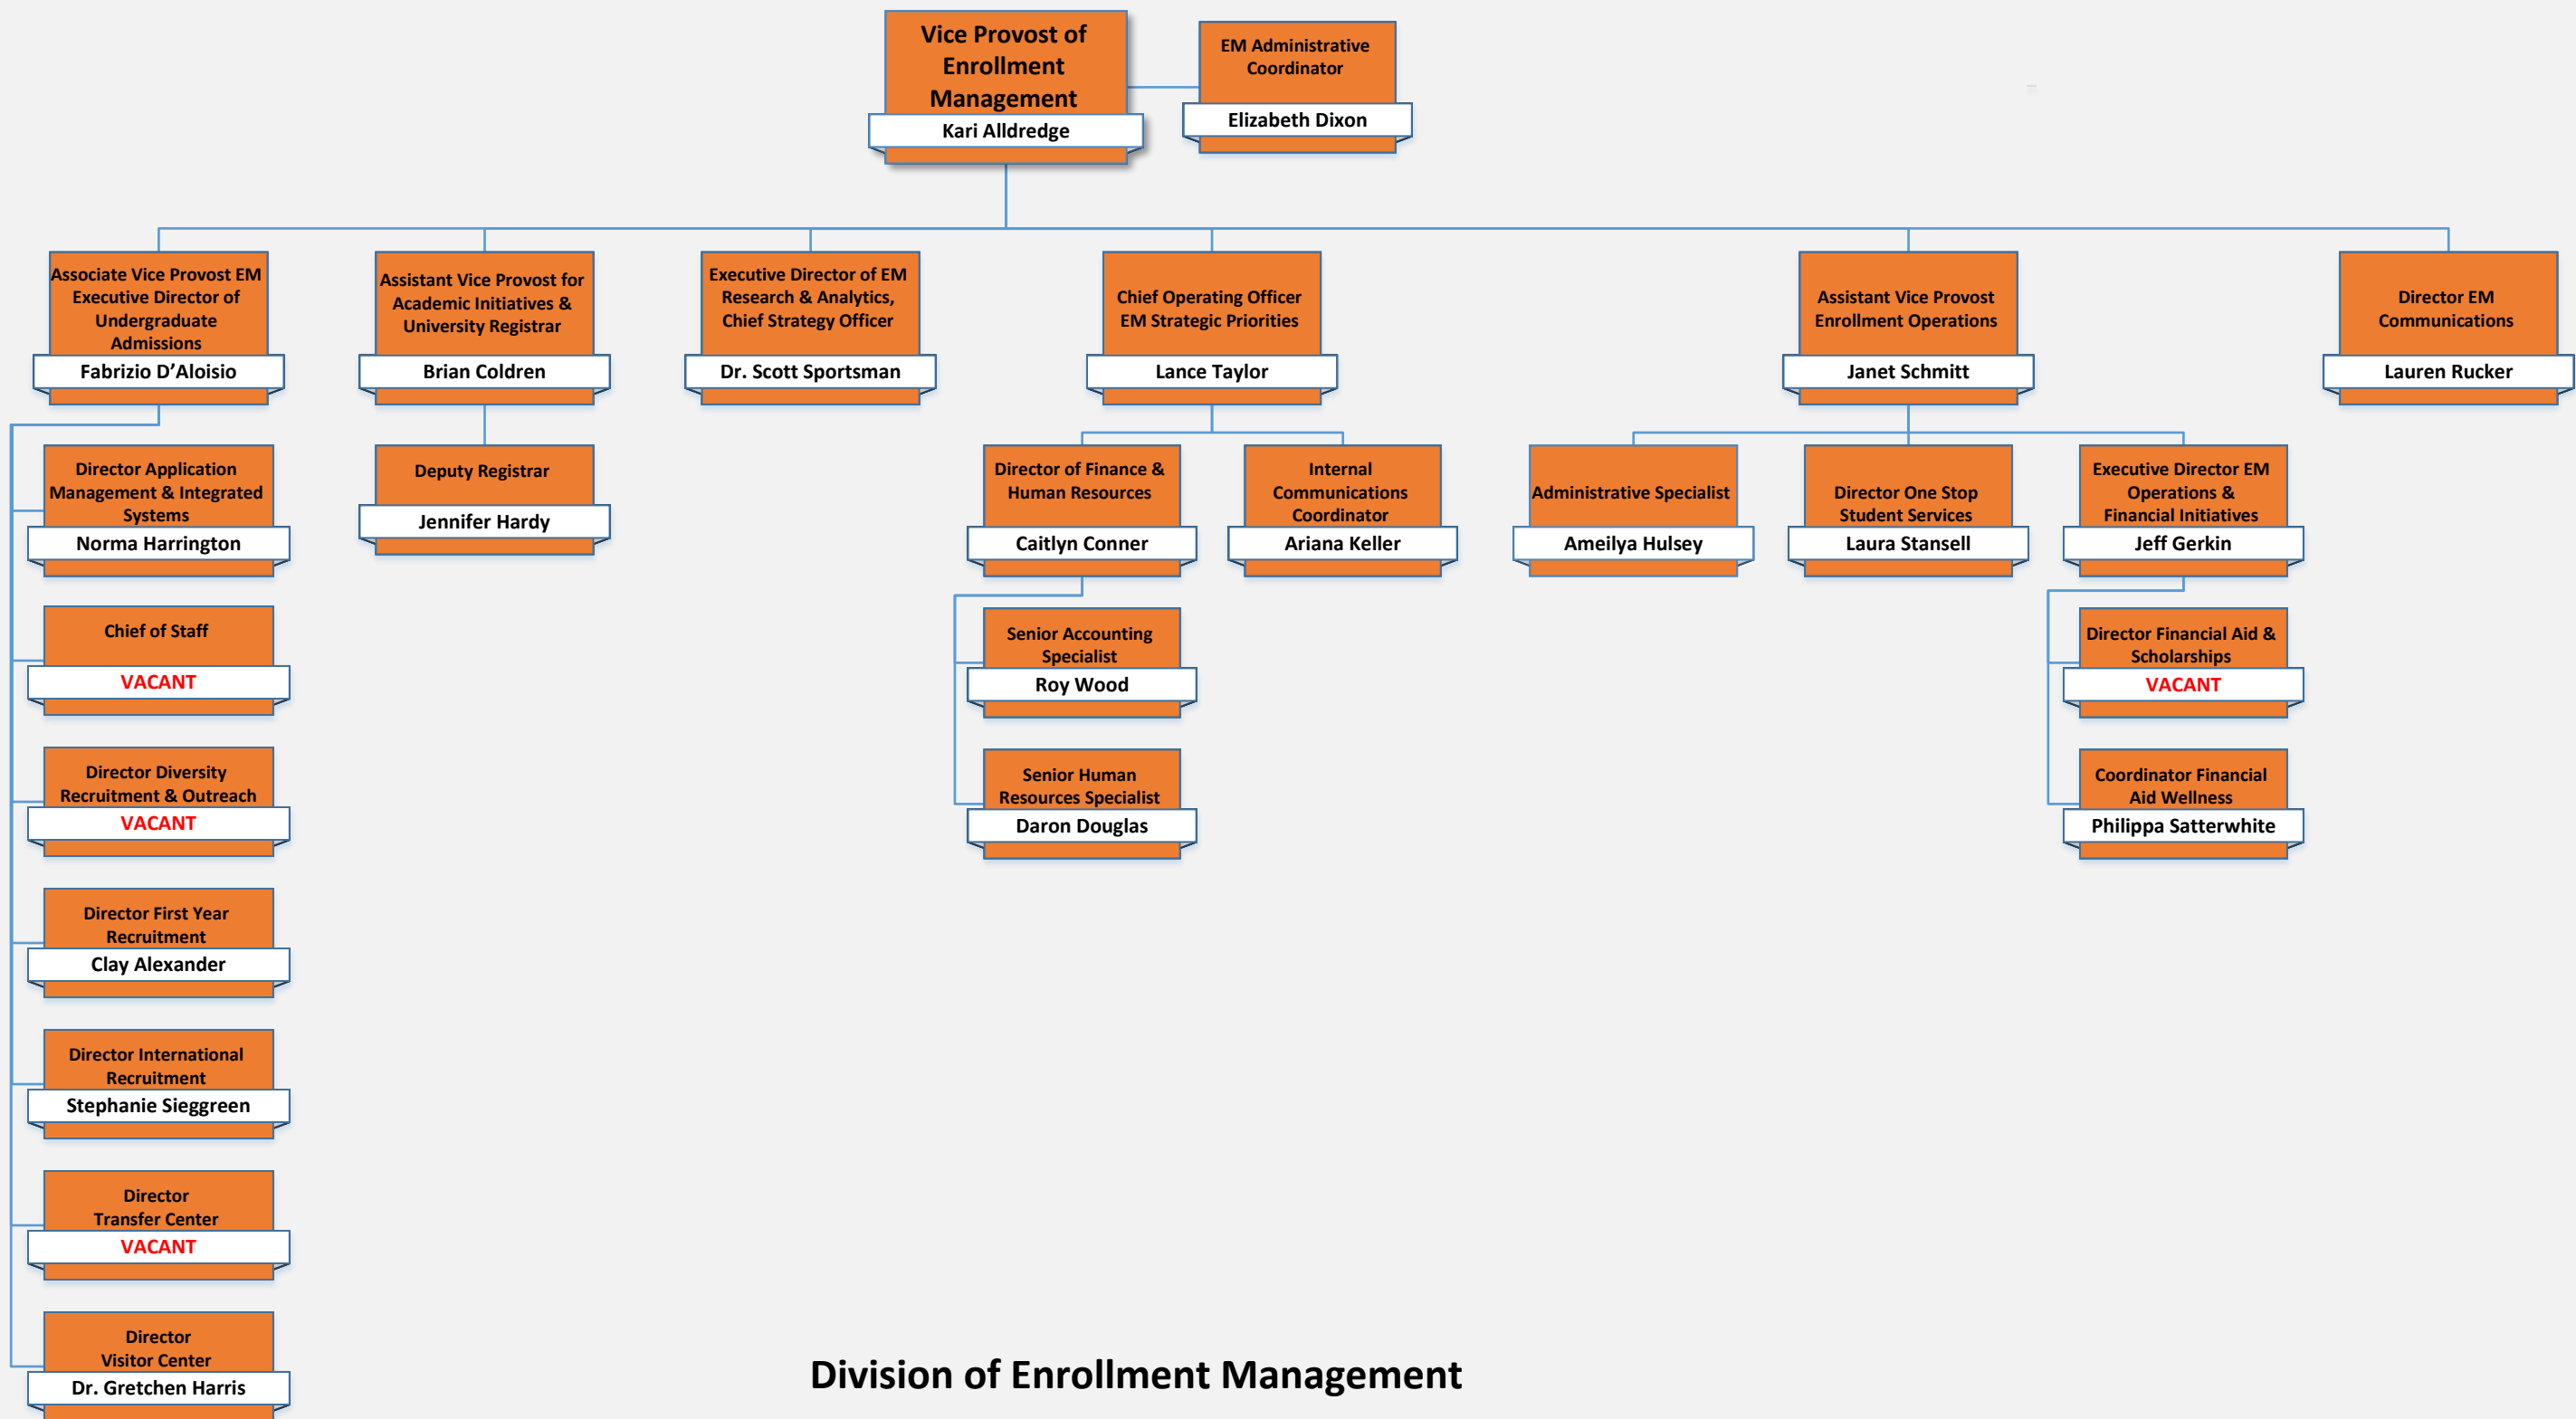 Vice Provost of
Enrollment
Management
Kari Alldredge
EM Administrative
Coordinator
Elizabeth Dixon
Associate Vice Provost EM
Executive Director of
Undergraduate
Admissions
Fabrizio D’Aloisio
Assistant Vice Provost for
Academic Initiatives &
University Registrar
Brian Coldren
Executive Director of EM
Research & Analytics,
Chief Strategy Officer
Dr. Scott Sportsman
Chief Operating Officer
EM Strategic Priorities
Lance Taylor
Assistant Vice Provost
Enrollment Operations
Janet Schmitt
Director EM
Communications
Lauren Rucker
Director Application
Management & Integrated
Systems
Norma Harrington
Deputy Registrar
Jennifer Hardy
Director of Finance &
Human Resources
Caitlyn Conner
Internal
Communications
Coordinator
Ariana Keller
Administrative Specialist
Ameilya Hulsey
Director One Stop
Student Services
Laura Stansell
Executive Director EM
Operations &
Financial Initiatives
Jeff Gerkin
Chief of Staff
VACANT
Senior Accounting
Specialist
Roy Wood
Director Financial Aid &
Scholarships
VACANT
Director Diversity
Recruitment & Outreach
VACANT
Senior Human
Resources Specialist
Daron Douglas
Coordinator Financial
Aid Wellness
Philippa Satterwhite
Director First Year
Recruitment
Clay Alexander
Director International
Recruitment
Stephanie Sieggreen
Director
Transfer Center
VACANT
Director
Visitor Center
Dr. Gretchen Harris
Division of Enrollment Management